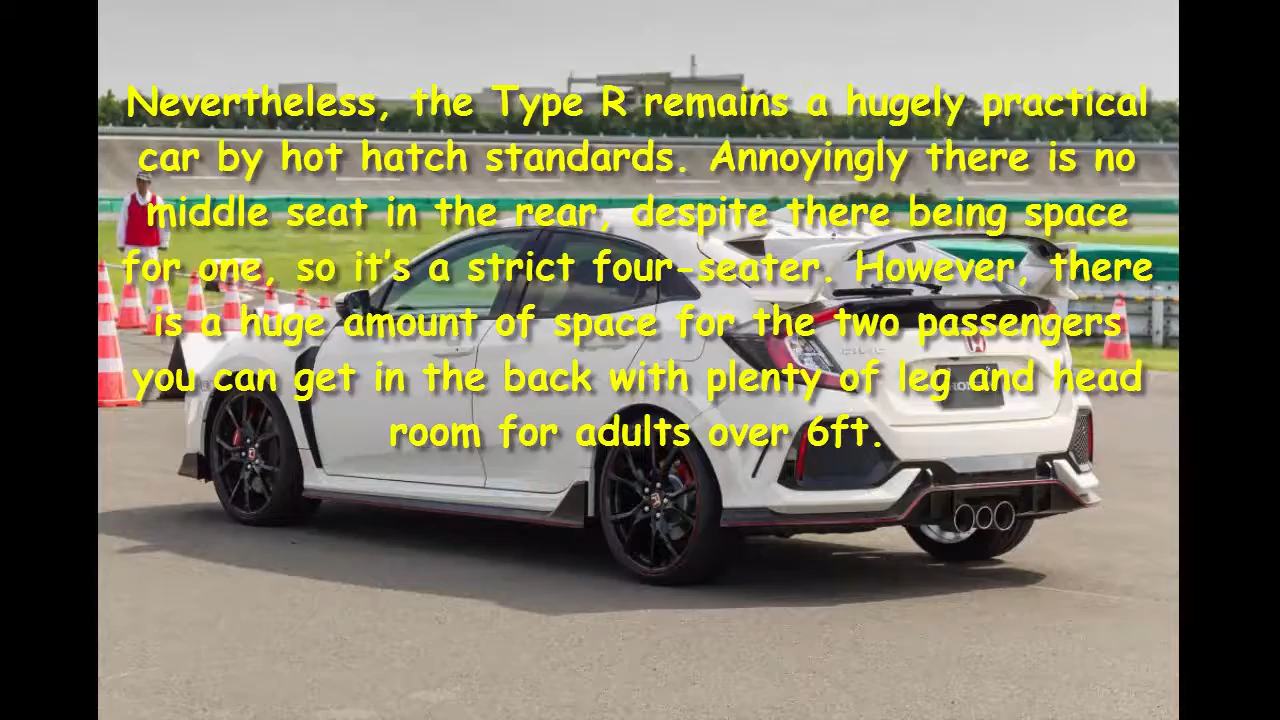 Nevertheless, the Type R remains a hugely practical
car by hot hatch standards. Annoyingly there is no
middle seat in the rear, despite there being space
for one, so it's a strict four-seater. However, there
is a huge amount of space for the two passengers
you can get in the back with plenty of leg and head
room for adults over 6ft.
CIVIC
HONDA